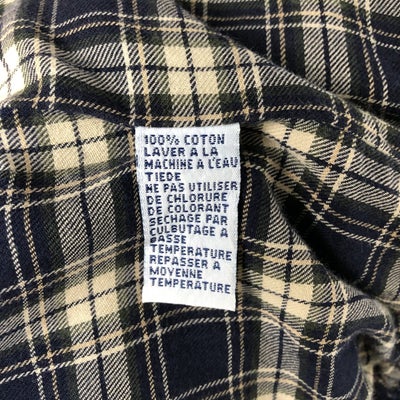 100% COTON
LAVER A LA
MACHINE À L'EAU
TIEDE
NE PAS UTILISER
DE CHLORURE
DE COLORANT
SECHAGE PAR
CULBUTAGE A
BASSE
TEMPERATURE
REPASSER A
MOYENNE
TEMPERATURE